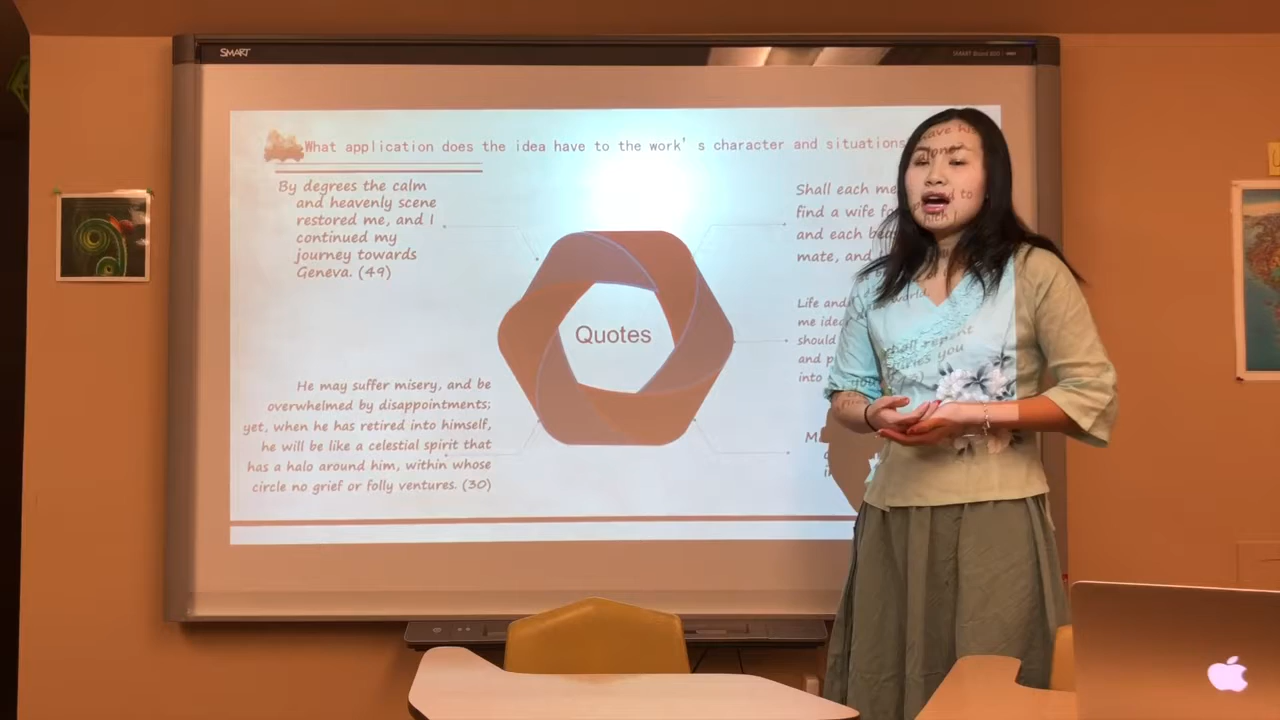 SMART
What application does the idea have to the work's character and situations
By degrees the calm
and heavenly scene
restored me, and I
continued my
journey towards
Geneva. (49)
Shall each
find a wife
and each
mate, and
Quotes
Life and
me
should
and
into
He may suffer misery, and be
overwhelmed by disappointments;
yet, when he has retired into himself,
he will be like a celestial spirit that
has a halo around him, within whose
circle no grief or folly ventures. (30)
shall repent
you
world.